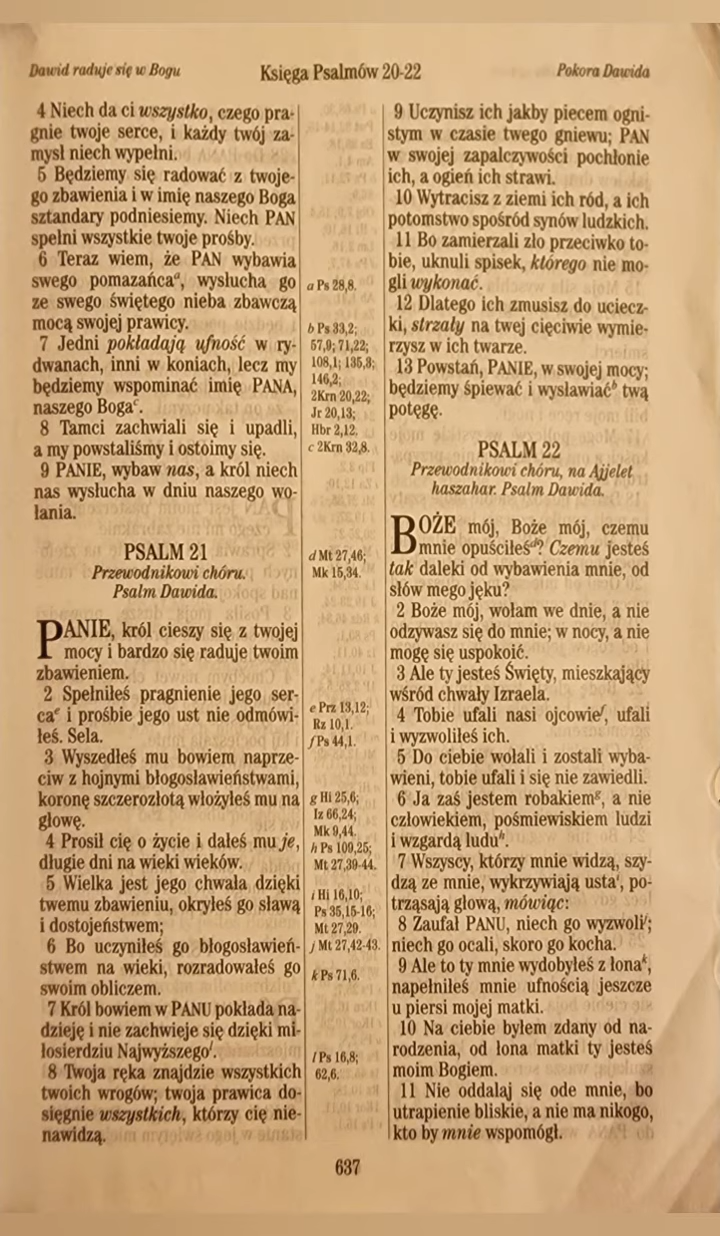 Dawid raduje się w Bogu
Księga Psalmów 20-22
Pokora Dawida
4 Niech da ci wszystko, czego pra-
gnie twoje serce, i każdy twój za-
mysł niech wypełni.
5 Będziemy się radować z twoje-
go zbawienia i w imię naszego Boga
sztandary podniesiemy. Niech PAN
spełni wszystkie twoje prośby.
6 Teraz wiem, że PAN wybawia
swego pomazańcaᵃ, wysłucha go
ze swego świętego nieba zbawczą
mocą swojej prawicy.
7 Jedni pokładają ufność w ry-
dwanach, inni w koniach, lecz my
będziemy wspominać imię PANA,
naszego Bogaᶜ.
8 Tamci zachwiali się i upadli,
a my powstaliśmy i ostoimy się.
9 PANIE, wybaw nas, a król niech
nas wysłucha w dniu naszego wo-
łania.
PSALM 21
Przewodnikowi chóru.
Psalm Dawida.
PANIE, król cieszy się z twojej
mocy i bardzo się raduje twoim
zbawieniem.
2 Spełniłeś pragnienie jego ser-
caᵉ i prośbie jego ust nie odmówi-
łeś. Sela.
3 Wyszedłeś mu bowiem naprze-
ciw z hojnymi błogosławieństwami,
koronę szczerozłotą włożyłeś mu na
głowę.
4 Prosił cię o życie i dałeś mu je,
długie dni na wieki wieków.
5 Wielka jest jego chwała dzięki
twemu zbawieniu, okryłeś go sławą
i dostojeństwem;
6 Bo uczyniłeś go błogosławień-
stwem na wieki, rozradowałeś go
swoim obliczem.
7 Król bowiem w PANU pokłada na-
dzieję i nie zachwieje się dzięki mi-
łosierdziu Najwyższegoˡ.
8 Twoja ręka znajdzie wszystkich
twoich wrogów; twoja prawica do-
sięgnie wszystkich, którzy cię nie-
nawidzą.
a Ps 28,8.
b Ps 33,2;
57,9; 71,22;
108,1; 135,3;
146,2;
2Krn 20,22;
Jr 20,13;
Hbr 2,12.
c 2Krn 32,8.
d Mt 27,46;
Mk 15,34.
e Prz 13,12;
Rz 10,1.
f Ps 44,1.
g Hi 25,6;
Iz 66,24;
Mk 9,44.
h Ps 109,25;
Mt 27,39-44.
i Hi 16,10;
Ps 35,15-16;
Mt 27,29.
j Mt 27,42-43.
k Ps 71,6.
l Ps 16,8;
62,6.
9 Uczynisz ich jakby piecem ogni-
stym w czasie twego gniewu; PAN
w swojej zapalczywości pochłonie
ich, a ogień ich strawi.
10 Wytracisz z ziemi ich ród, a ich
potomstwo spośród synów ludzkich.
11 Bo zamierzali zło przeciwko to-
bie, uknuli spisek, którego nie mo-
gli wykonać.
12 Dlatego ich zmusisz do uciecz-
ki, strzały na twej cięciwie wymie-
rzysz w ich twarze.
13 Powstań, PANIE, w swojej mocy;
będziemy śpiewać i wysławiaćᵇ twą
potęgę.
PSALM 22
Przewodnikowi chóru, na Ajjelet
haszahar. Psalm Dawida.
BOŻE mój, Boże mój, czemu
mnie opuściłeśᵈ? Czemu jesteś
tak daleki od wybawienia mnie, od
słów mego jęku?
2 Boże mój, wołam we dnie, a nie
odzywasz się do mnie; w nocy, a nie
mogę się uspokoić.
3 Ale ty jesteś Święty, mieszkający
wśród chwały Izraela.
4 Tobie ufali nasi ojcowieᶠ, ufali
i wyzwoliłeś ich.
5 Do ciebie wołali i zostali wyba-
wieni, tobie ufali i się nie zawiedli.
6 Ja zaś jestem robakiemᵍ, a nie
człowiekiem, pośmiewiskiem ludzi
i wzgardą luduʰ.
7 Wszyscy, którzy mnie widzą, szy-
dzą ze mnie, wykrzywiają ustaⁱ, po-
trząsają głową, mówiąc:
8 Zaufał PANU, niech go wyzwoliʲ;
niech go ocali, skoro go kocha.
9 Ale to ty mnie wydobyłeś z łonaᵏ,
napełniłeś mnie ufnością jeszcze
u piersi mojej matki.
10 Na ciebie byłem zdany od na-
rodzenia, od łona matki ty jesteś
moim Bogiem.
11 Nie oddalaj się ode mnie, bo
utrapienie bliskie, a nie ma nikogo,
kto by mnie wspomógł.
637